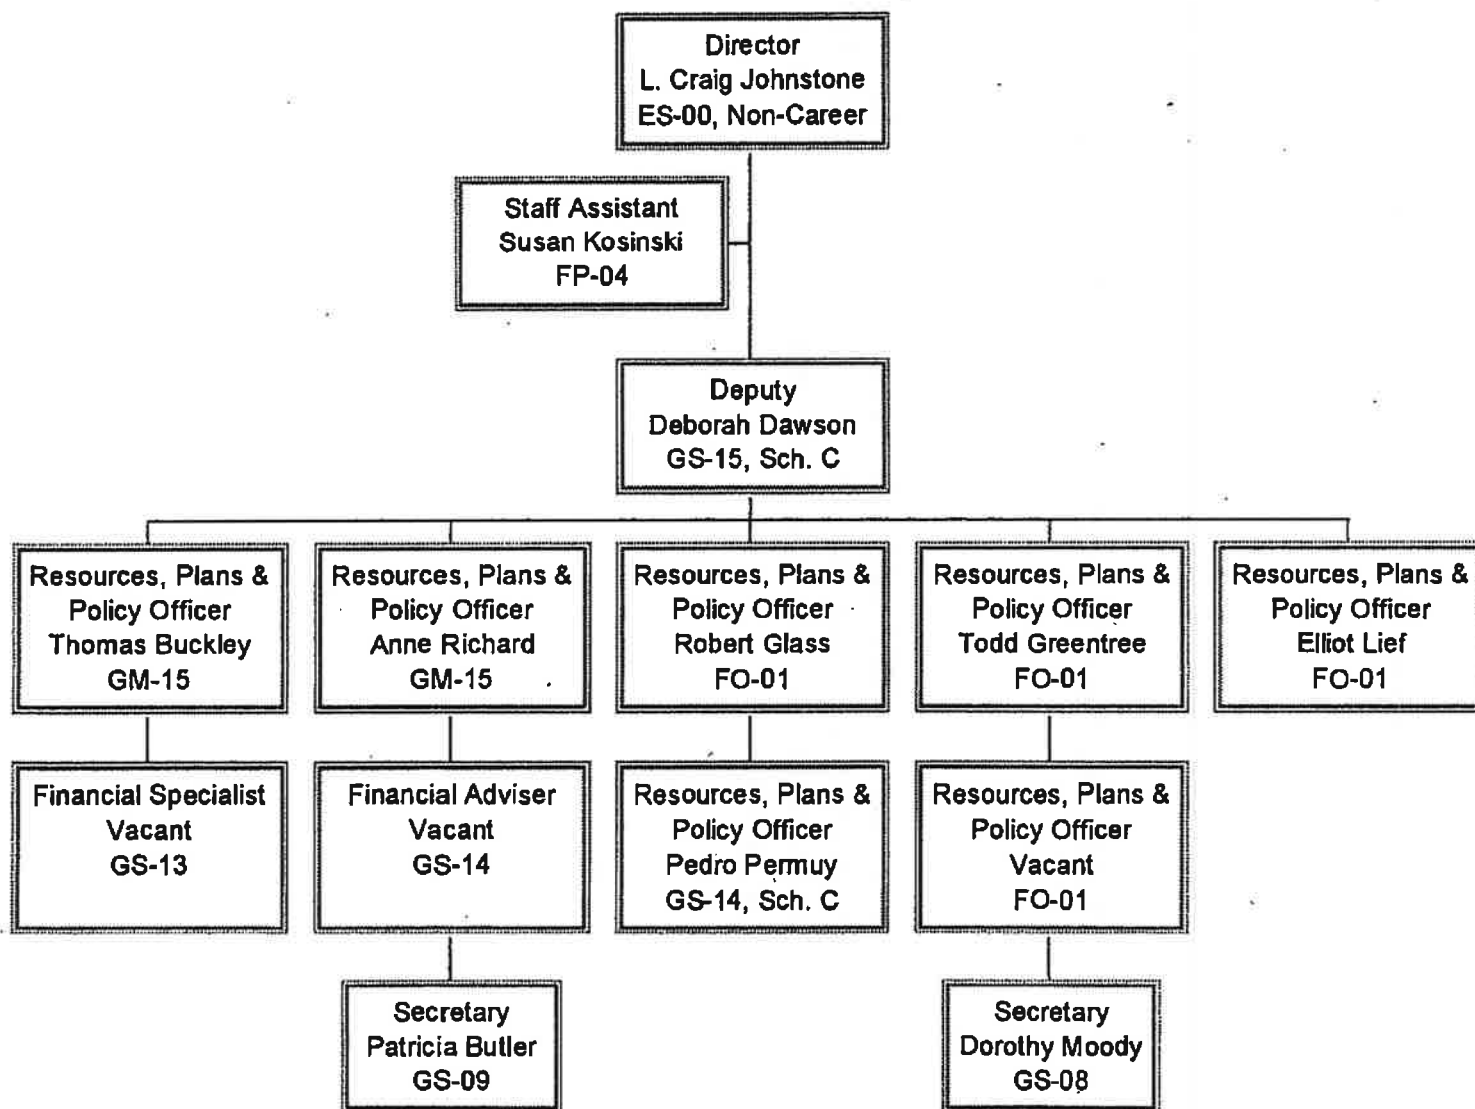 Director
L. Craig Johnstone
ES-00, Non-Career
Staff Assistant
Susan Kosinski
FP-04
Deputy
Deborah Dawson
GS-15, Sch. C
Resources, Plans &
Policy Officer
Thomas Buckley
GM-15
Resources, Plans &
Policy Officer
Anne Richard
GM-15
Resources, Plans &
Policy Officer
Robert Glass
FO-01
Resources, Plans &
Policy Officer
Todd Greentree
FO-01
Resources, Plans &
Policy Officer
Elliot Lief
FO-01
Financial Specialist
Vacant
GS-13
Financial Adviser
Vacant
GS-14
Resources, Plans &
Policy Officer
Pedro Permuy
GS-14, Sch. C
Resources, Plans &
Policy Officer
Vacant
FO-01
Secretary
Patricia Butler
GS-09
Secretary
Dorothy Moody
GS-08